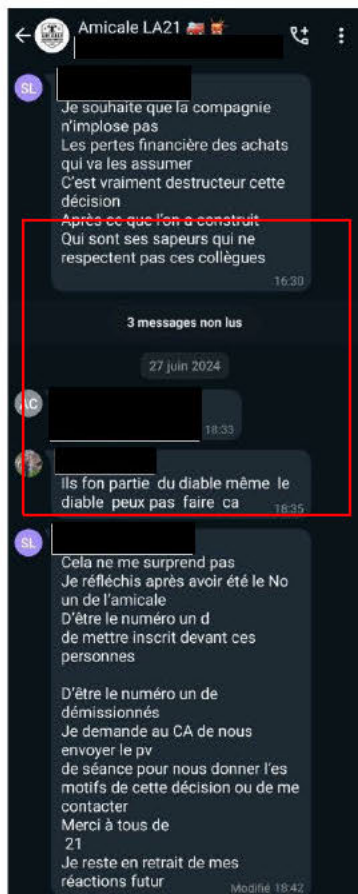 Amicale LA21 🚒
SL
Je souhaite que la compagnie
n'implose pas
Les pertes financière des achats
qui va les assumer
C'est vraiment destructeur cette
décision
Après ce que l'on a construit
Qui sont ses sapeurs qui ne
respectent pas ces collègues
16:30
3 messages non lus
27 juin 2024
AC
18:33
Ils fon partie du diable même le
diable peux pas faire ca
18:35
SL
Cela ne me surprend pas
Je réfléchis après avoir été le No
un de l'amicale
D'être le numéro un d
de mettre inscrit devant ces
personnes
D'être le numéro un de
démissionnés
Je demande au CA de nous
envoyer le pv
de séance pour nous donner l'es
motifs de cette décision ou de me
contacter
Merci à tous de
21
Je reste en retrait de mes
réactions futur
Modifié 18:42